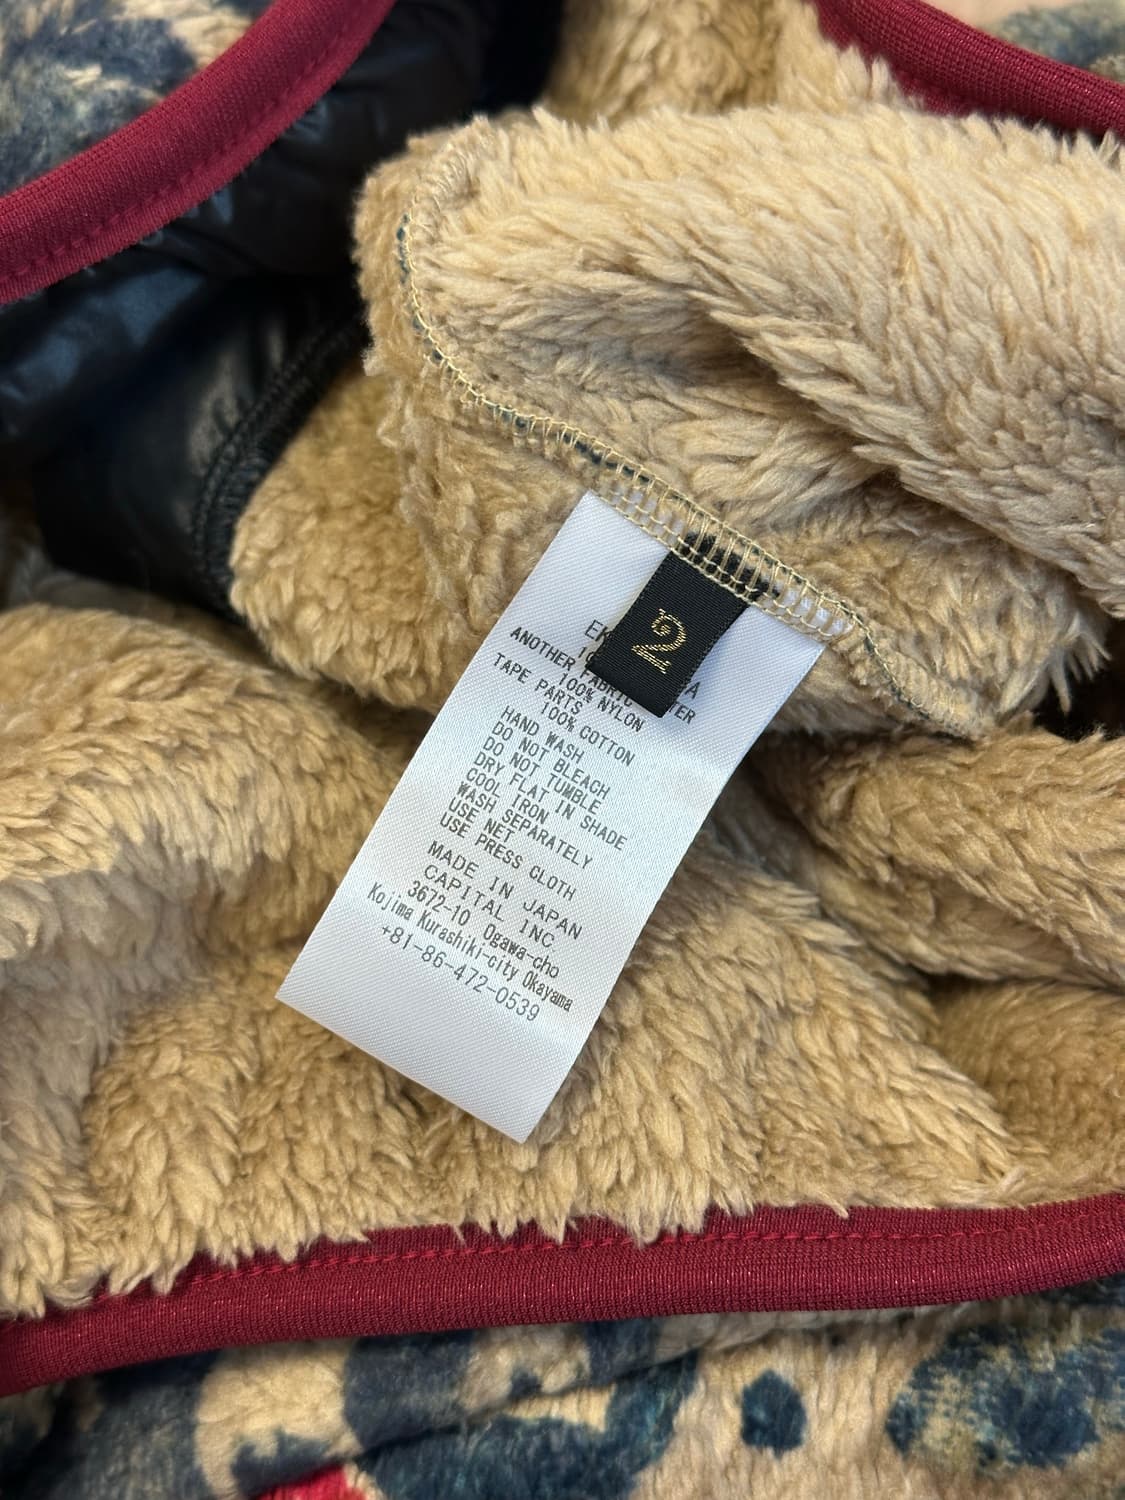 2
ANOTHER FABRIC
100% NYLON
TAPE PARTS
100% COTTON
HAND WASH
DO NOT BLEACH
DO NOT TUMBLE
DRY FLAT IN SHADE
COOL IRON
WASH SEPARATELY
USE NET
USE PRESS CLOTH
MADE IN JAPAN
CAPITAL INC
3672-10 Ogawa-cho
Kojima Kurashiki-city Okayama
+81-86-472-0539